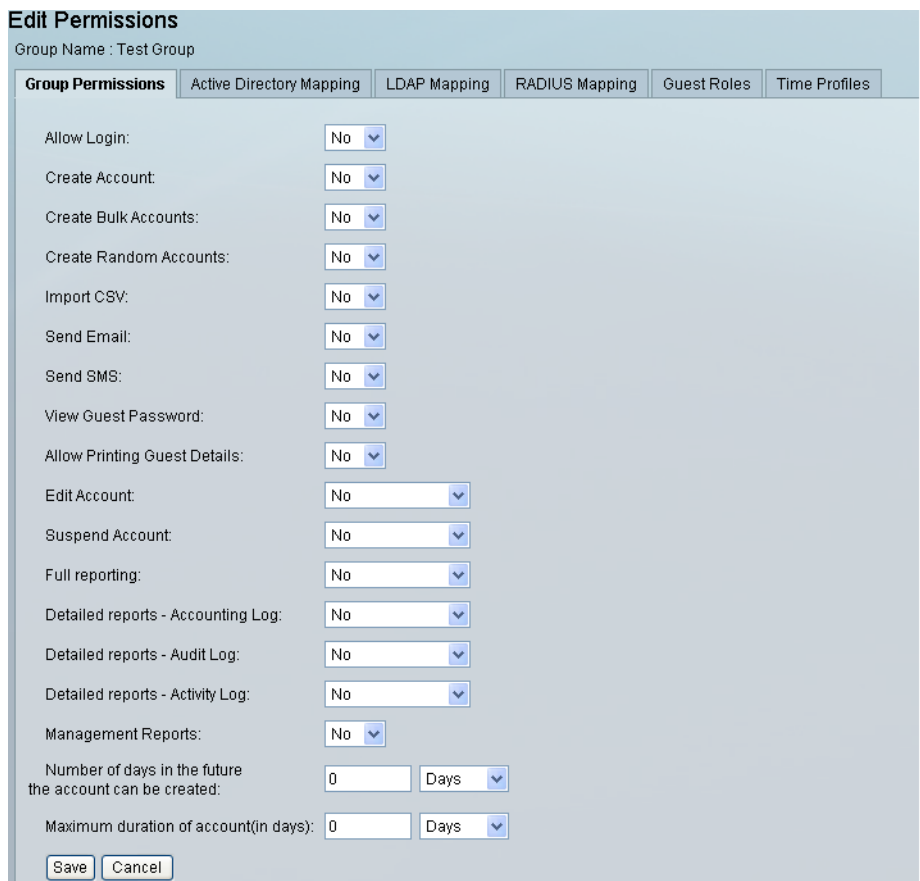 Edit Permissions
Group Name : Test Group
Group Permissions Active Directory Mapping LDAP Mapping RADIUS Mapping Guest Roles Time Profiles
Allow Login: No
Create Account: No
Create Bulk Accounts: No
Create Random Accounts: No
Import CSV: No
Send Email: No
Send SMS: No
View Guest Password: No
Allow Printing Guest Details: No
Edit Account: No
Suspend Account: No
Full reporting: No
Detailed reports - Accounting Log: No
Detailed reports - Audit Log: No
Detailed reports - Activity Log: No
Management Reports: No
Number of days in the future
the account can be created: 0 Days
Maximum duration of account(in days): 0 Days
Save Cancel